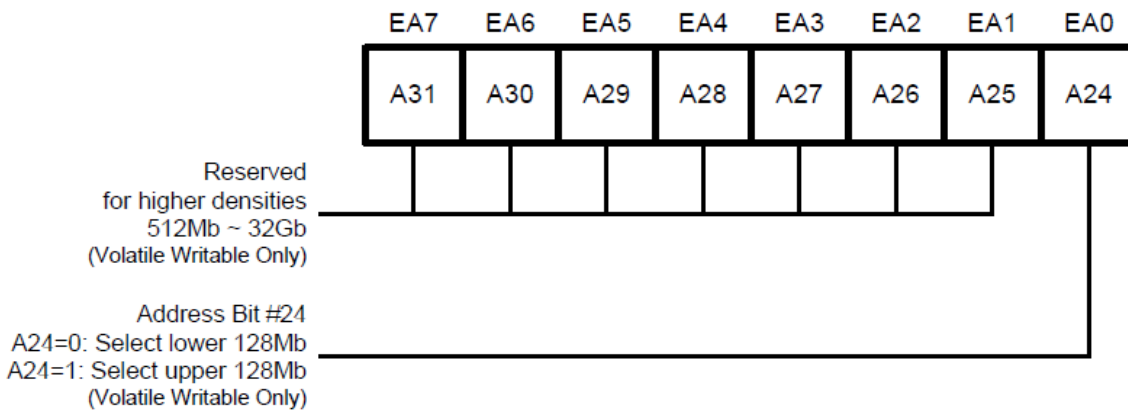 EA7 EA6 EA5 EA4 EA3 EA2 EA1 EA0
A31 A30 A29 A28 A27 A26 A25 A24
Reserved
for higher densities
512Mb ~ 32Gb
(Volatile Writable Only)
Address Bit #24
A24=0: Select lower 128Mb
A24=1: Select upper 128Mb
(Volatile Writable Only)